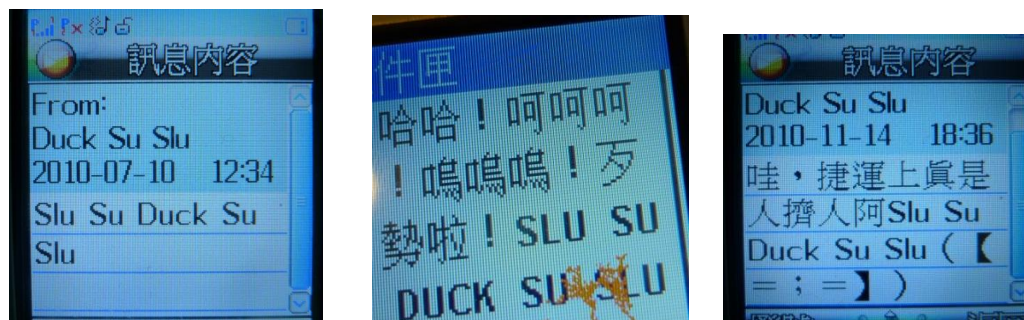 訊息內容
From:
Duck Su Slu
2010-07-10 12:34
Slu Su Duck Su
Slu
件匣
哈哈！呵呵呵
！嗚嗚嗚！歹
勢啦！SLU SU
DUCK SU SLU
訊息內容
Duck Su Slu
2010-11-14 18:36
哇，捷運上眞是
人擠人阿Slu Su
Duck Su Slu (【
=；=】)